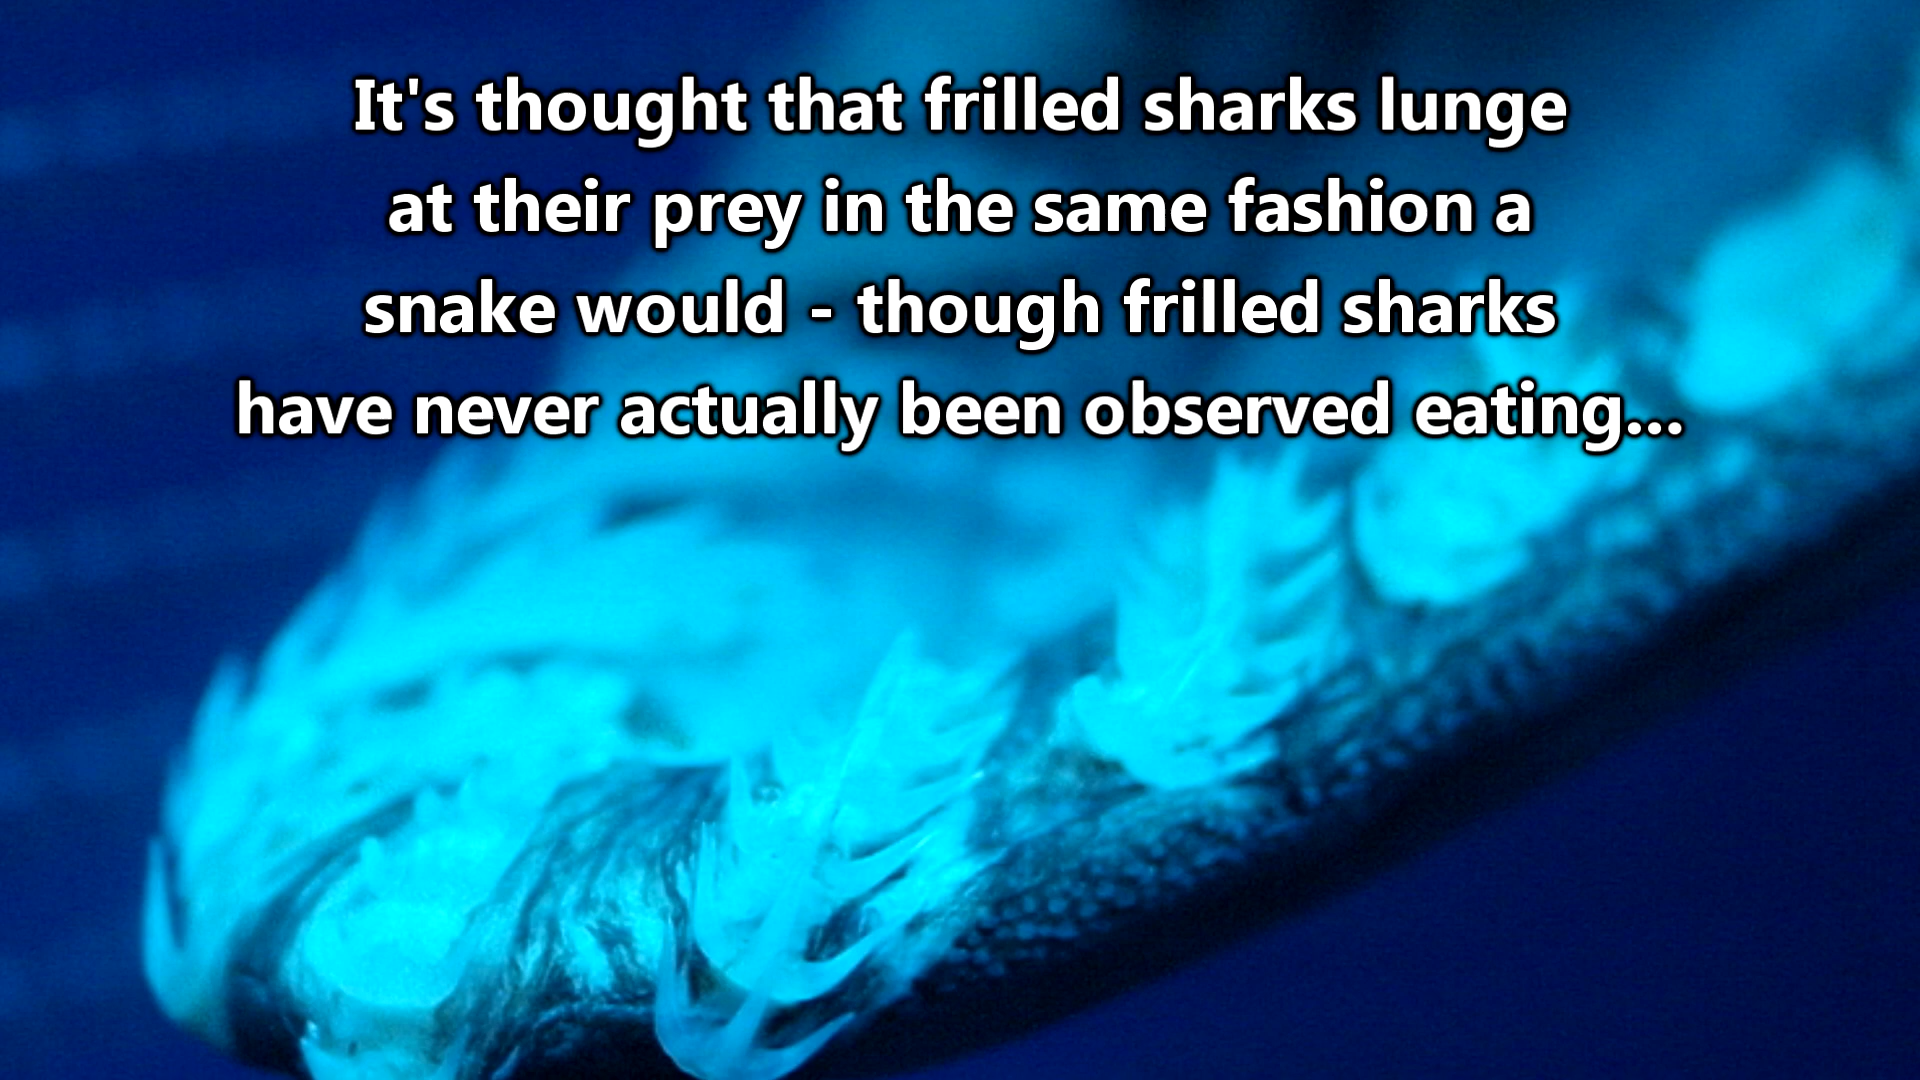 It's thought that frilled sharks lunge
at their prey in the same fashion a
snake would - though frilled sharks
have never actually been observed eating...